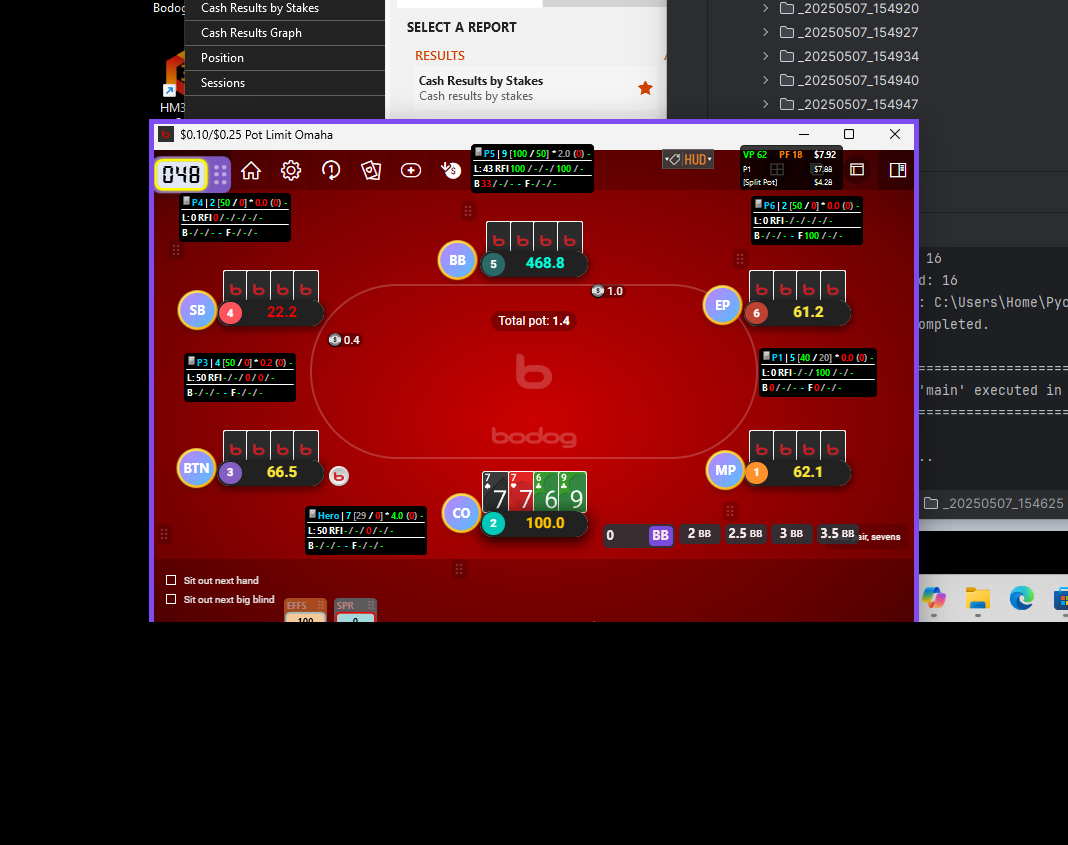 Bodog
Cash Results by Stakes
Cash Results Graph
Position
Sessions
HM3
SELECT A REPORT
RESULTS
Cash Results by Stakes
Cash results by stakes
_20250507_154920
_20250507_154927
_20250507_154934
_20250507_154940
_20250507_154947
$0.10/$0.25 Pot Limit Omaha
048
P5 | 9 [100 / 50] * 2.0 (0) -
L: 43 RFI 100 / - / - / 100 / -
B 33 / - / - - F - / - / -
HUD
VP 62 PF 18 $7.92
P1 $7.88
[Split Pot] $4.28
P4 | 2 [50 / 0] * 0.0 (0) -
L: 0 RFI 0 / - / - / - / -
B - / - / - - F - / - / -
P6 | 2 [50 / 0] * 0.0 (0) -
L: 0 RFI - / - / - / - / -
B - / - / - - F 100 / - / -
BB
5
468.8
1.0
SB
4
22.2
0.4
Total pot: 1.4
EP
6
61.2
P3 | 4 [50 / 0] * 0.2 (0) -
L: 50 RFI - / - / 0 / 0 / -
B - / - / - - F - / - / -
P1 | 5 [40 / 20] * 0.0 (0) -
L: 0 RFI - / - / 100 / - / -
B 0 / - / - - F 0 / - / -
bodog
BTN
3
66.5
MP
1
62.1
7 7 6 9
7 7 6 9
CO
2
100.0
Hero | 7 [29 / 0] * 4.0 (0) -
L: 50 RFI - / - / 0 / - / -
B - / - / - - F - / - / -
0 BB 2 BB 2.5 BB 3 BB 3.5 BB air, sevens
Sit out next hand
Sit out next big blind
EFFS
SPR
100
0
16
d: 16
: C:\Users\Home\Pyc
ompleted.
'main' executed in
..
_20250507_154625